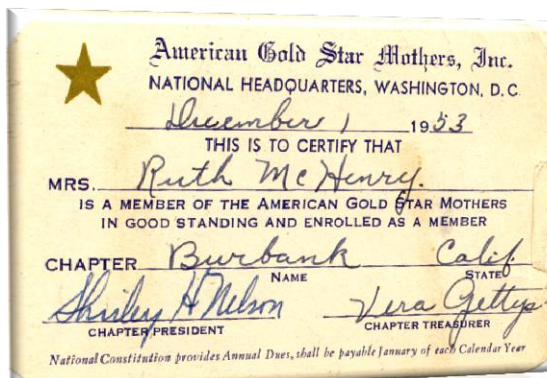 American Gold Star Mothers, Inc.
NATIONAL HEADQUARTERS, WASHINGTON, D.C.
December 1 1953
THIS IS TO CERTIFY THAT
MRS. Ruth McHenry.
IS A MEMBER OF THE AMERICAN GOLD STAR MOTHERS
IN GOOD STANDING AND ENROLLED AS A MEMBER
CHAPTER Burbank Calif.
NAME STATE
Shirley H Nelson Vera Gettys
CHAPTER PRESIDENT CHAPTER TREASURER
National Constitution provides Annual Dues, shall be payable January of each Calendar Year